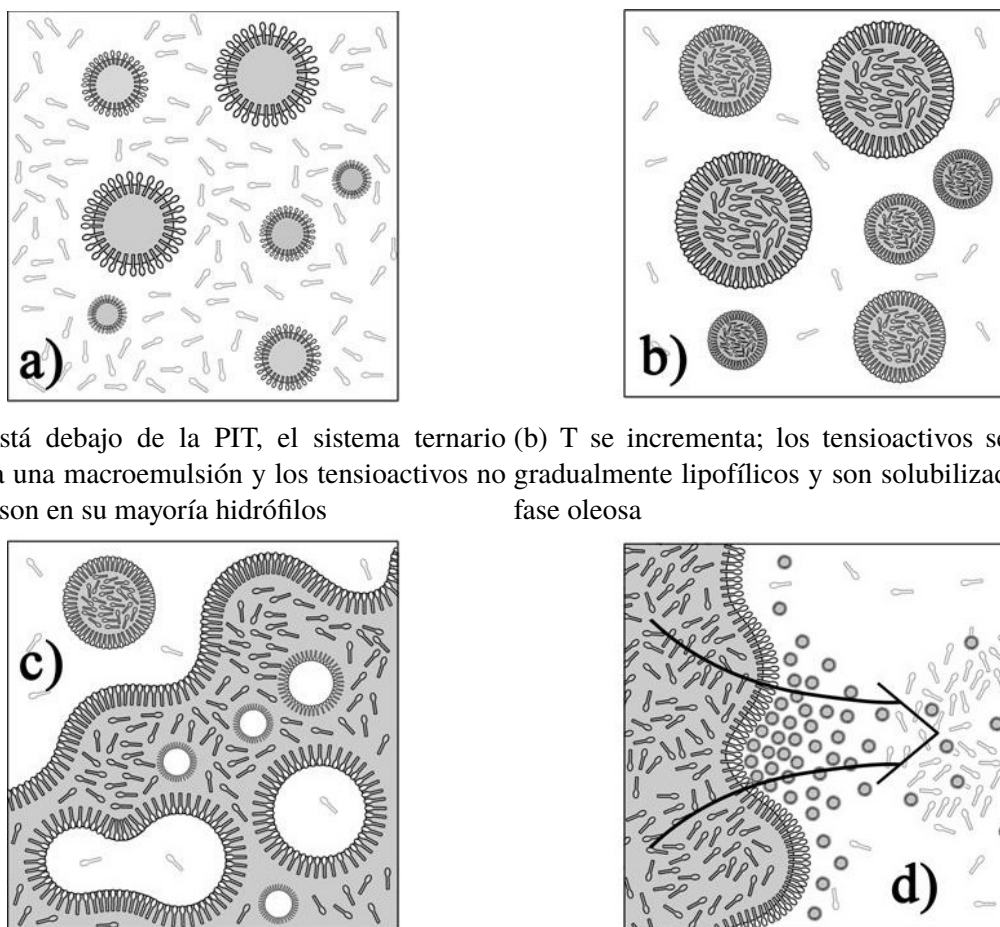 a)
b)
stá debajo de la PIT, el sistema ternario
a una macroemulsión y los tensioactivos no
son en su mayoría hidrófilos
(b) T se incrementa; los tensioactivos se
gradualmente lipofílicos y son solubilizad
fase oleosa
c)
d)